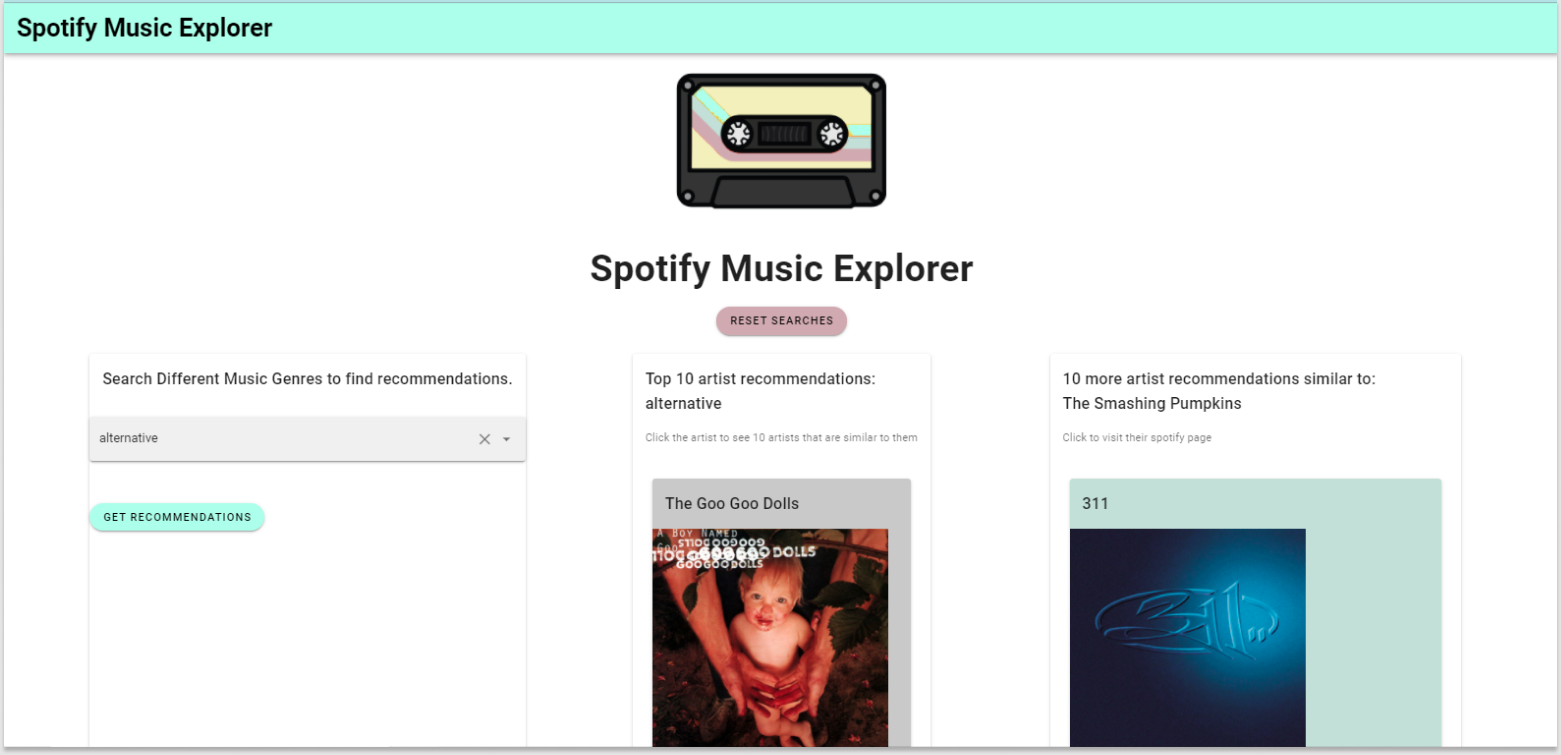 Spotify Music Explorer
Spotify Music Explorer
RESET SEARCHES
Search Different Music Genres to find recommendations.
alternative
GET RECOMMENDATIONS
Top 10 artist recommendations:
alternative
Click the artist to see 10 artists that are similar to them
The Goo Goo Dolls
A BOY NAMED
Goo
GOO GOO DOLLS
GOOGOODOLLS
10 more artist recommendations similar to:
The Smashing Pumpkins
Click to visit their spotify page
311
311